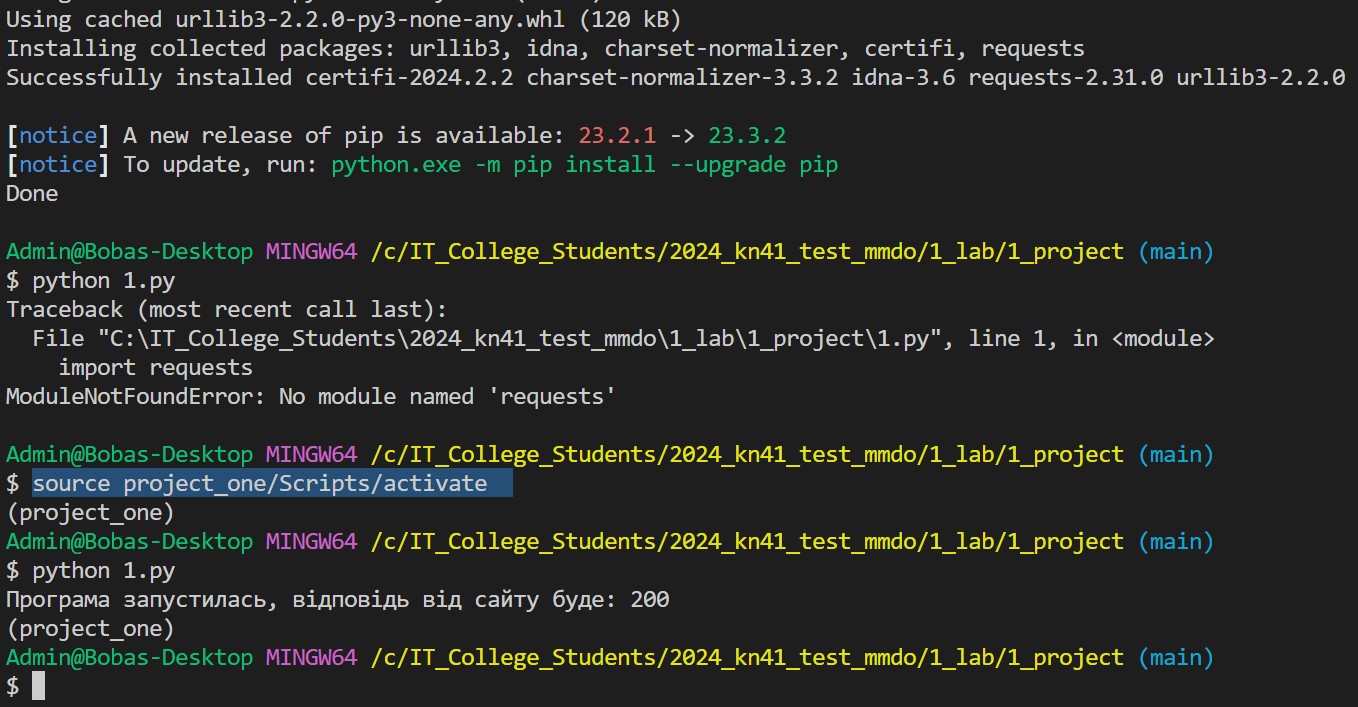 Using cached urllib3-2.2.0-py3-none-any.whl (120 kB)
Installing collected packages: urllib3, idna, charset-normalizer, certifi, requests
Successfully installed certifi-2024.2.2 charset-normalizer-3.3.2 idna-3.6 requests-2.31.0 urllib3-2.2.0
[notice] A new release of pip is available: 23.2.1 -> 23.3.2
[notice] To update, run: python.exe -m pip install --upgrade pip
Done
Admin@Bobas-Desktop MINGW64 /c/IT_College_Students/2024_kn41_test_mmdo/1_lab/1_project (main)
$ python 1.py
Traceback (most recent call last):
  File "C:\IT_College_Students\2024_kn41_test_mmdo\1_lab\1_project\1.py", line 1, in <module>
    import requests
ModuleNotFoundError: No module named 'requests'
Admin@Bobas-Desktop MINGW64 /c/IT_College_Students/2024_kn41_test_mmdo/1_lab/1_project (main)
$ source project_one/Scripts/activate
(project_one)
Admin@Bobas-Desktop MINGW64 /c/IT_College_Students/2024_kn41_test_mmdo/1_lab/1_project (main)
$ python 1.py
Програма запустилась, відповідь від сайту буде: 200
(project_one)
Admin@Bobas-Desktop MINGW64 /c/IT_College_Students/2024_kn41_test_mmdo/1_lab/1_project (main)
$